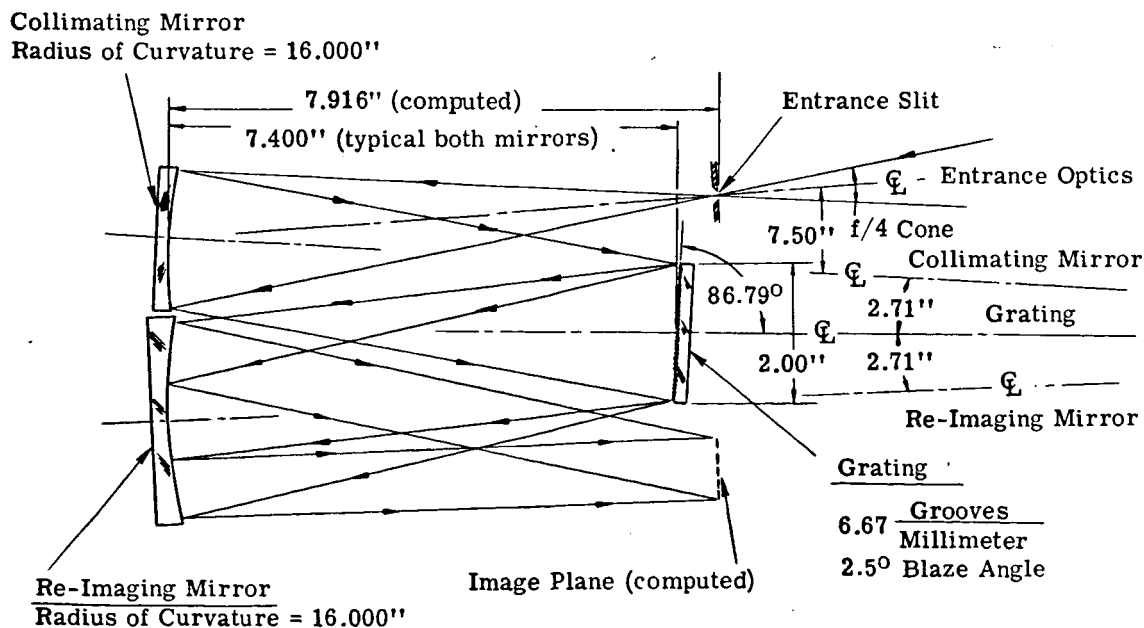 Collimating Mirror
Radius of Curvature = 16.000''
7.916'' (computed)
7.400'' (typical both mirrors)
Entrance Slit
℄ - Entrance Optics
7.50''
f/4 Cone
℄
Collimating Mirror
86.79⁰
2.71''
Grating
℄
2.00''
2.71''
℄
Re-Imaging Mirror
Grating
6.67 Grooves
Millimeter
2.5⁰ Blaze Angle
Image Plane (computed)
Re-Imaging Mirror
Radius of Curvature = 16.000''